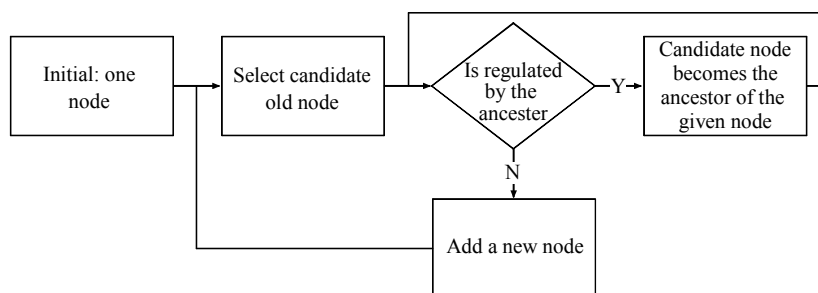 Initial: one
node
Select candidate
old node
Is regulated
by the
ancester
Y
Candidate node
becomes the
ancestor of the
given node
N
Add a new node